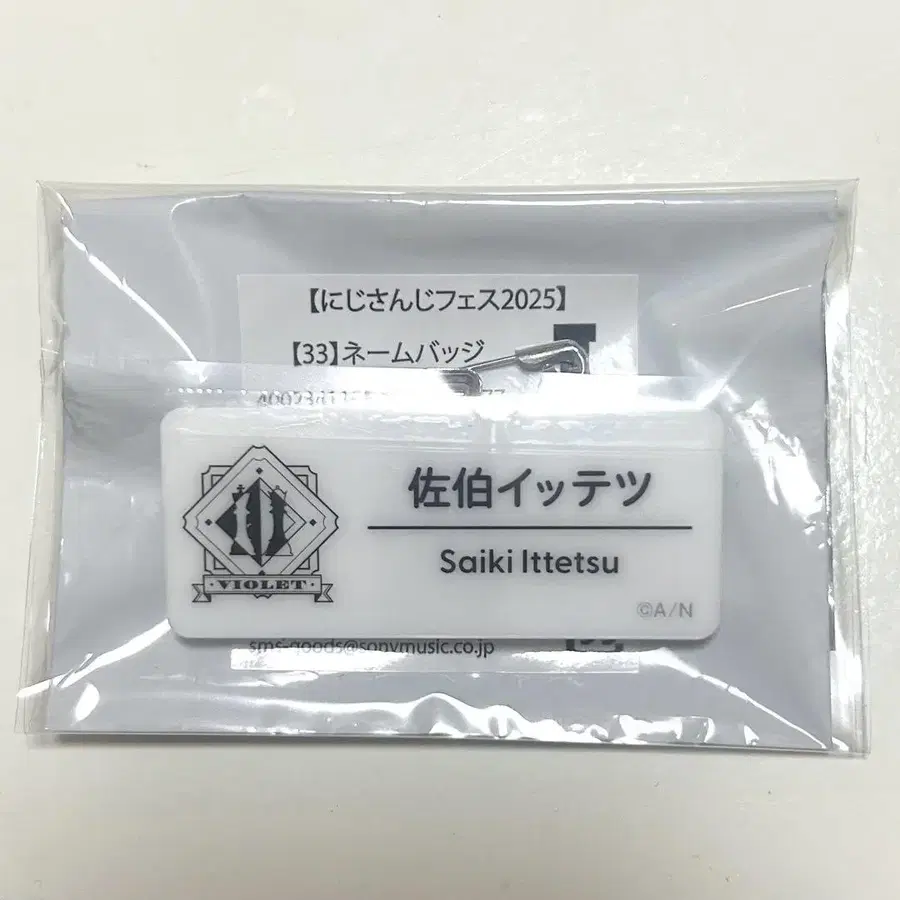 【にじさんじフェス2025】
【33】ネームバッジ
佐伯イッテツ
Saiki Ittetsu
・VIOLET・
©A/N
sms-goods@sonymusic.co.jp